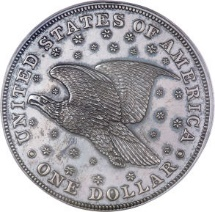 UNITED STATES OF AMERICA
ONE DOLLAR